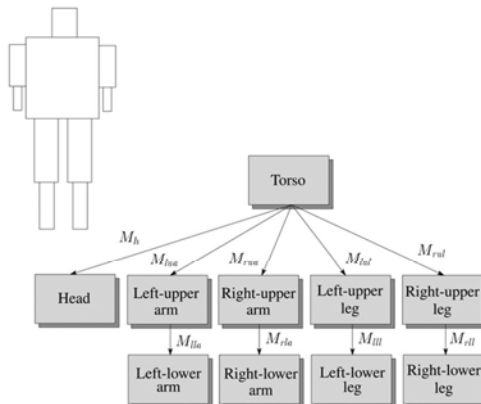 Torso
M_h
M_lua
M_rua
M_lul
M_rul
Head
Left-upper
arm
Right-upper
arm
Left-upper
leg
Right-upper
leg
M_lla
M_rla
M_lll
M_rll
Left-lower
arm
Right-lower
arm
Left-lower
leg
Right-lower
leg